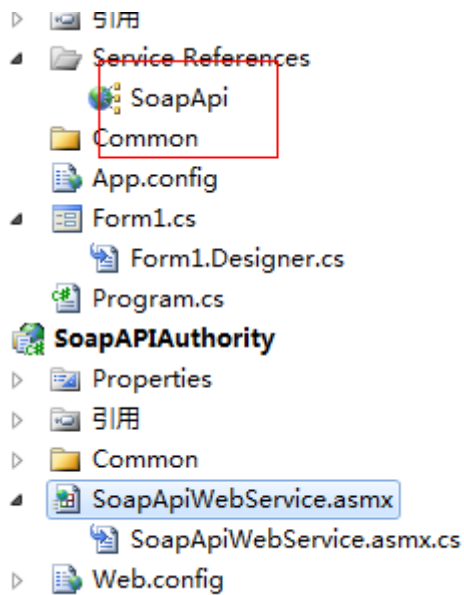 引用
Service References
SoapApi
Common
App.config
Form1.cs
Form1.Designer.cs
Program.cs
SoapAPIAuthority
Properties
引用
Common
SoapApiWebService.asmx
SoapApiWebService.asmx.cs
Web.config